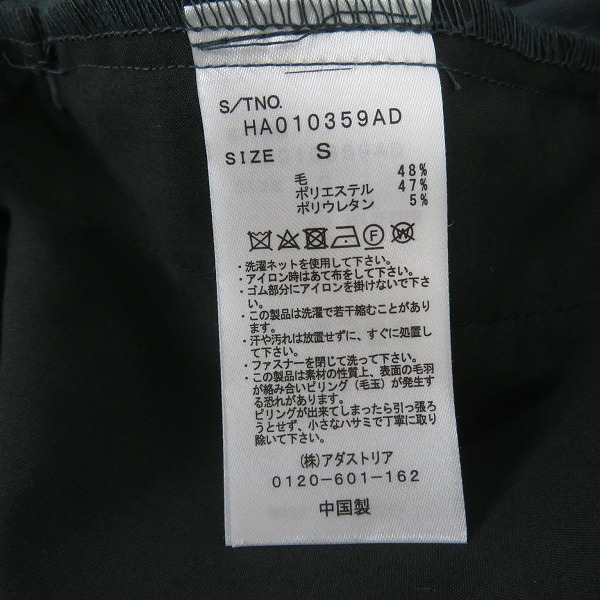 S/TNO.
HA010359AD
SIZE S
毛 48%
ポリエステル 47%
ポリウレタン 5%
・洗濯ネットを使用して下さい。
・アイロン時はあて布をして下さい。
・ゴム部分にアイロンを掛けないで下さ
い。
・この製品は洗濯で若干縮むことがあり
ます。
・汗や汚れは放置せずに、すぐに処置し
て下さい。
・ファスナーを閉じて洗って下さい。
・この製品は素材の性質上、表面の毛羽
が絡み合いピリング(毛玉)が発生す
る恐れがあります。
ピリングが出来てしまったら引っ張ろ
うとせず、小さなハサミで丁寧に取り
除いて下さい。
(株)アダストリア
0120-601-162
中国製